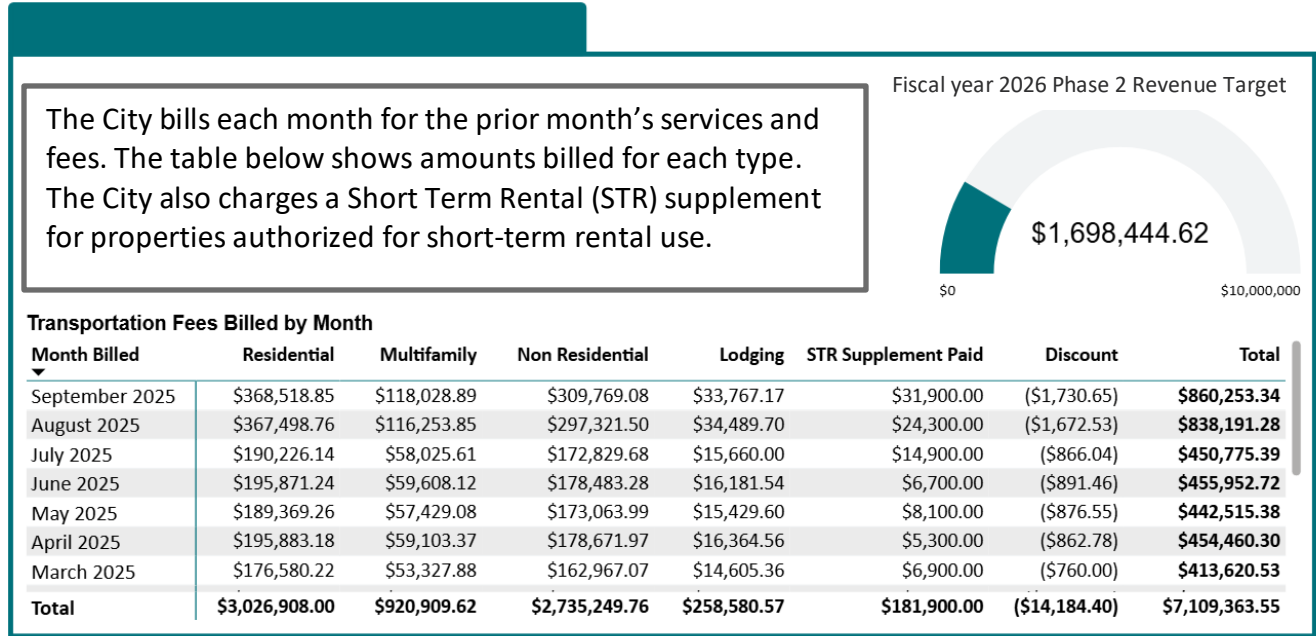 The City bills each month for the prior month’s services and
fees. The table below shows amounts billed for each type.
The City also charges a Short Term Rental (STR) supplement
for properties authorized for short-term rental use.
Fiscal year 2026 Phase 2 Revenue Target
$1,698,444.62
$0 $10,000,000
Transportation Fees Billed by Month
Month Billed Residential Multifamily Non Residential Lodging STR Supplement Paid Discount Total
September 2025 $368,518.85 $118,028.89 $309,769.08 $33,767.17 $31,900.00 ($1,730.65) $860,253.34
August 2025 $367,498.76 $116,253.85 $297,321.50 $34,489.70 $24,300.00 ($1,672.53) $838,191.28
July 2025 $190,226.14 $58,025.61 $172,829.68 $15,660.00 $14,900.00 ($866.04) $450,775.39
June 2025 $195,871.24 $59,608.12 $178,483.28 $16,181.54 $6,700.00 ($891.46) $455,952.72
May 2025 $189,369.26 $57,429.08 $173,063.99 $15,429.60 $8,100.00 ($876.55) $442,515.38
April 2025 $195,883.18 $59,103.37 $178,671.97 $16,364.56 $5,300.00 ($862.78) $454,460.30
March 2025 $176,580.22 $53,327.88 $162,967.07 $14,605.36 $6,900.00 ($760.00) $413,620.53
Total $3,026,908.00 $920,909.62 $2,735,249.76 $258,580.57 $181,900.00 ($14,184.40) $7,109,363.55